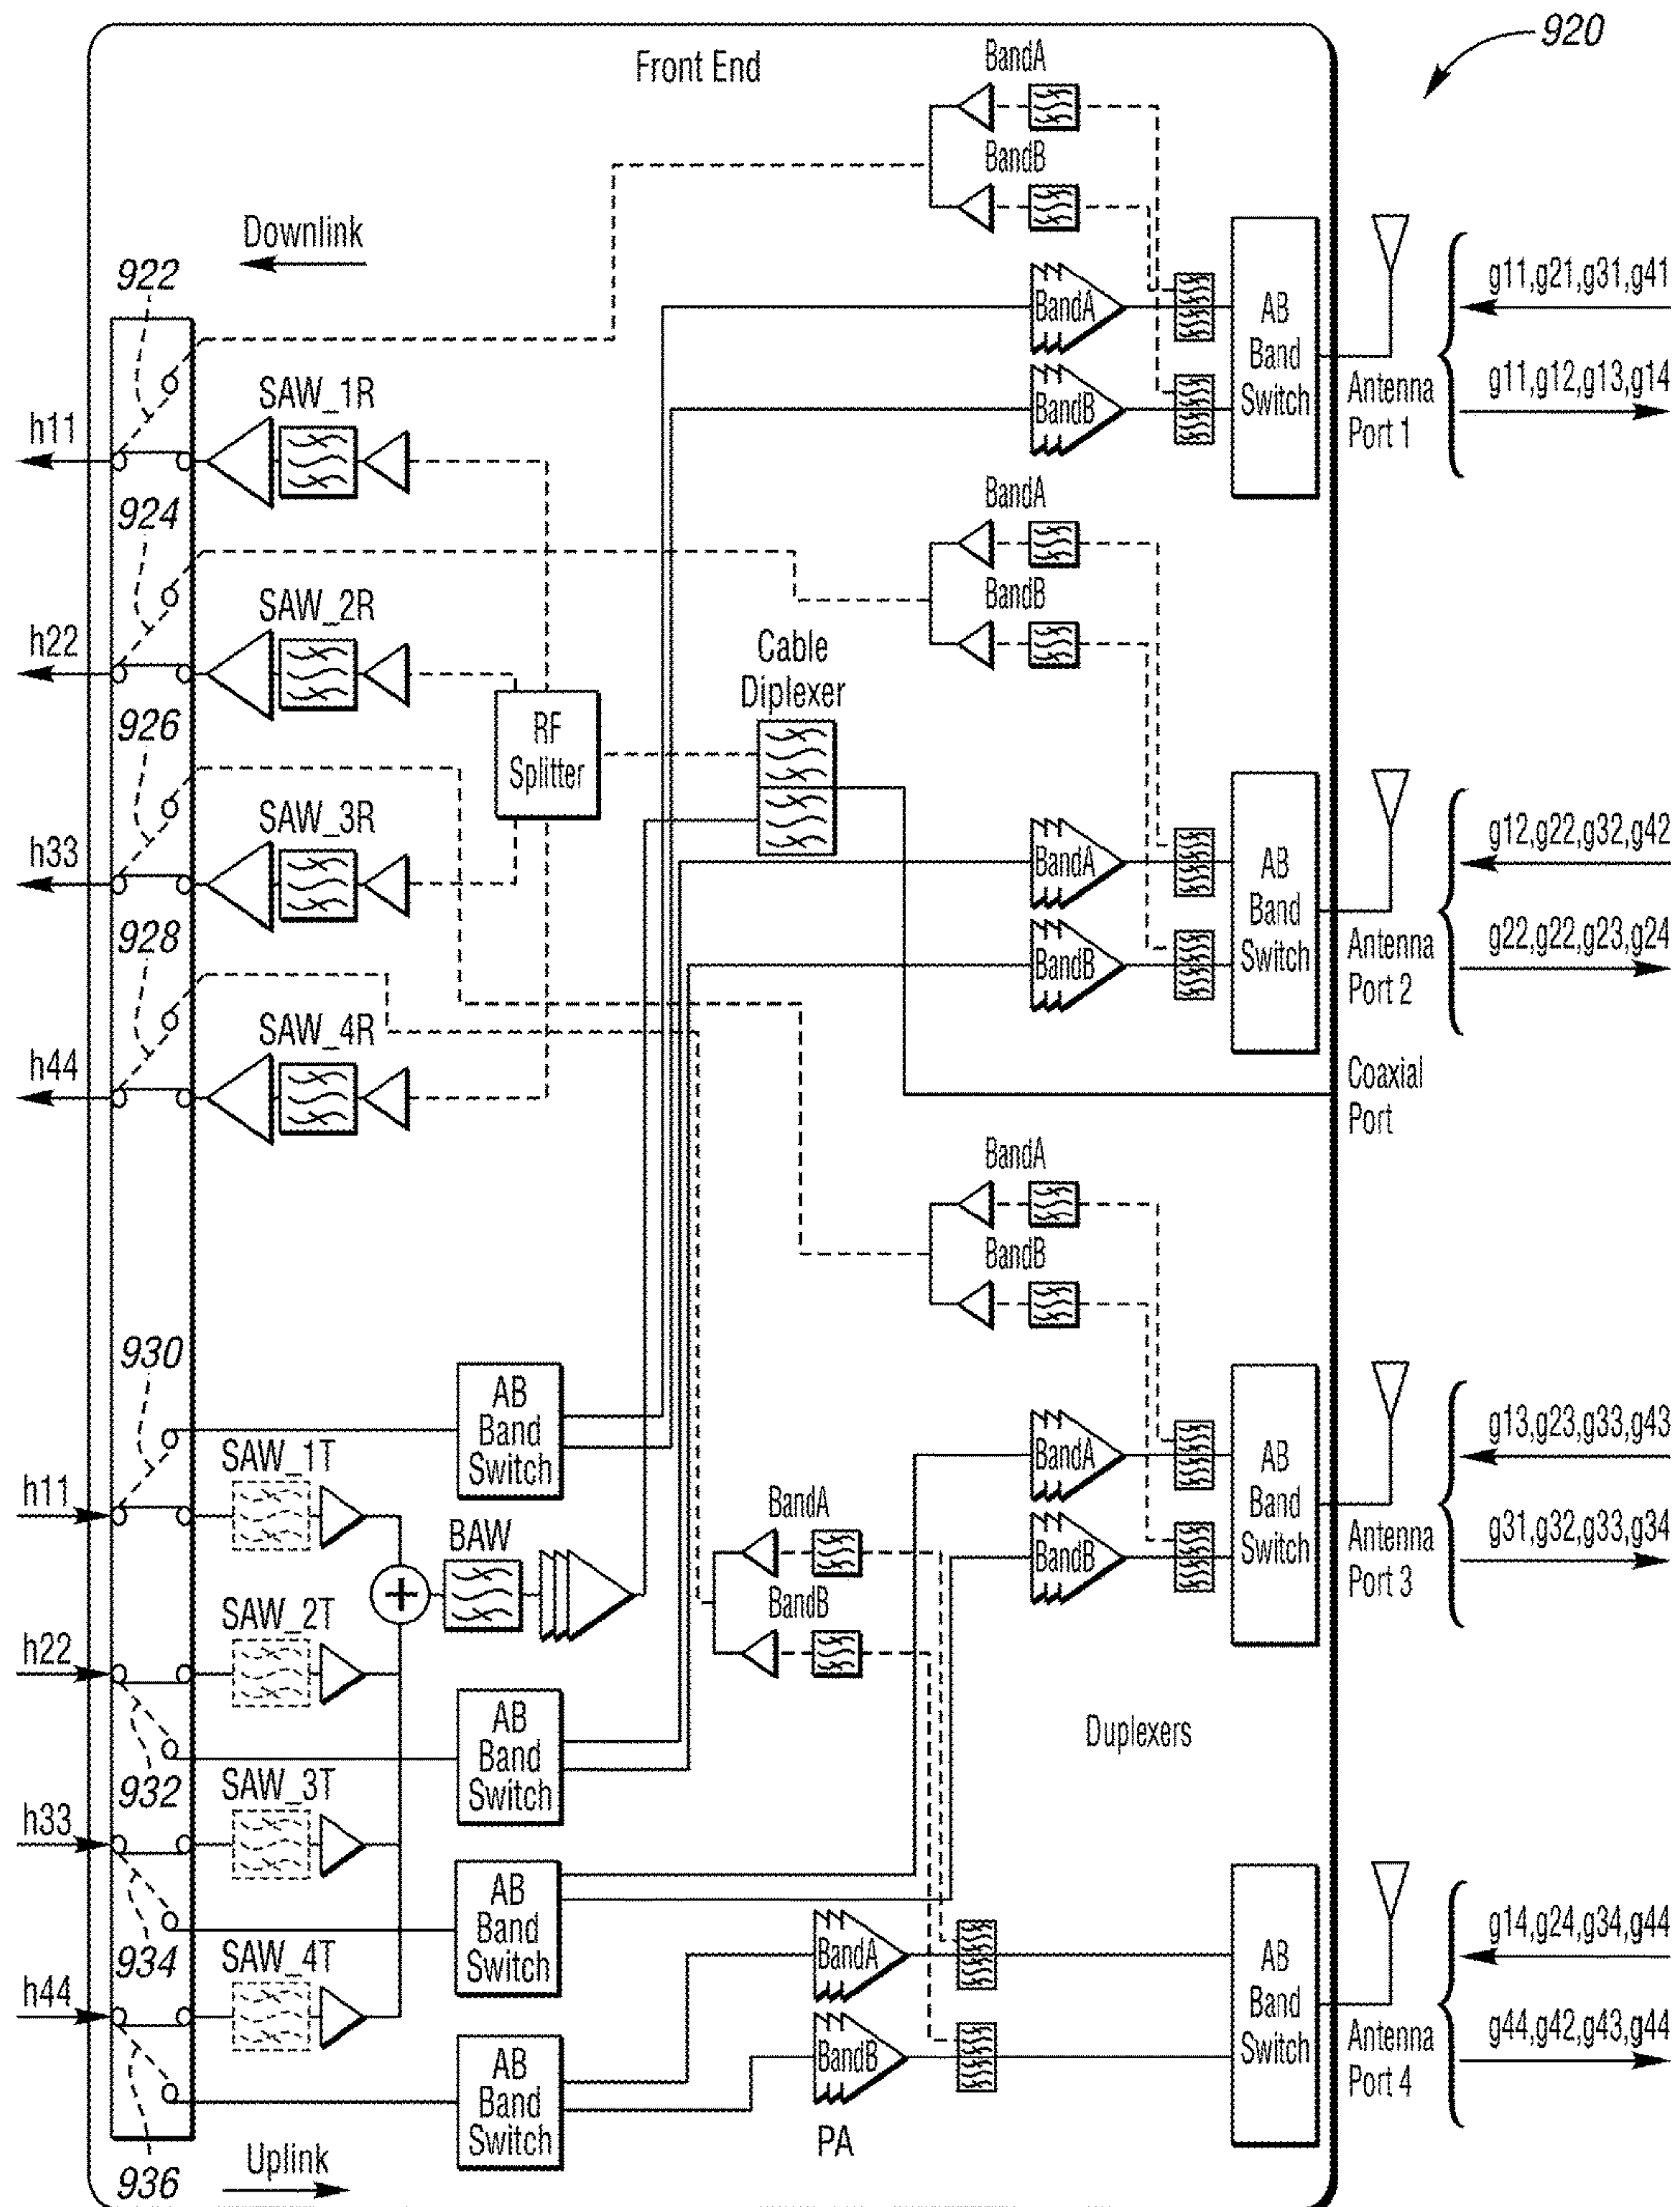 920
Front End
BandA
BandB
Downlink
922
SAW_1R
h11
BandA
BandB
AB
Band
Switch
Antenna
Port 1
g11,g21,g31,g41
g11,g12,g13,g14
924
SAW_2R
h22
BandA
BandB
Cable
Diplexer
RF
Splitter
926
SAW_3R
h33
BandA
BandB
AB
Band
Switch
Antenna
Port 2
g12,g22,g32,g42
g22,g22,g23,g24
928
SAW_4R
h44
Coaxial
Port
BandA
BandB
930
AB
Band
Switch
SAW_1T
h11
BAW
+
BandA
BandB
BandA
BandB
AB
Band
Switch
Antenna
Port 3
g13,g23,g33,g43
g31,g32,g33,g34
SAW_2T
h22
AB
Band
Switch
932
Duplexers
SAW_3T
h33
AB
Band
Switch
934
SAW_4T
h44
BandA
BandB
PA
AB
Band
Switch
Antenna
Port 4
g14,g24,g34,g44
g44,g42,g43,g44
AB
Band
Switch
936
Uplink